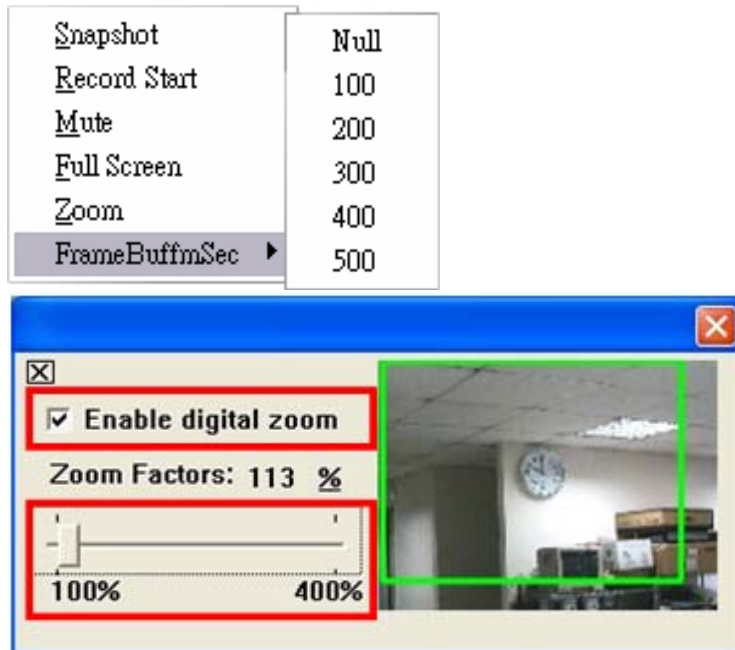 Snapshot
Record Start
Mute
Full Screen
Zoom
FrameBuffmSec
Null
100
200
300
400
500
Enable digital zoom
Zoom Factors: 113 %
100% 400%